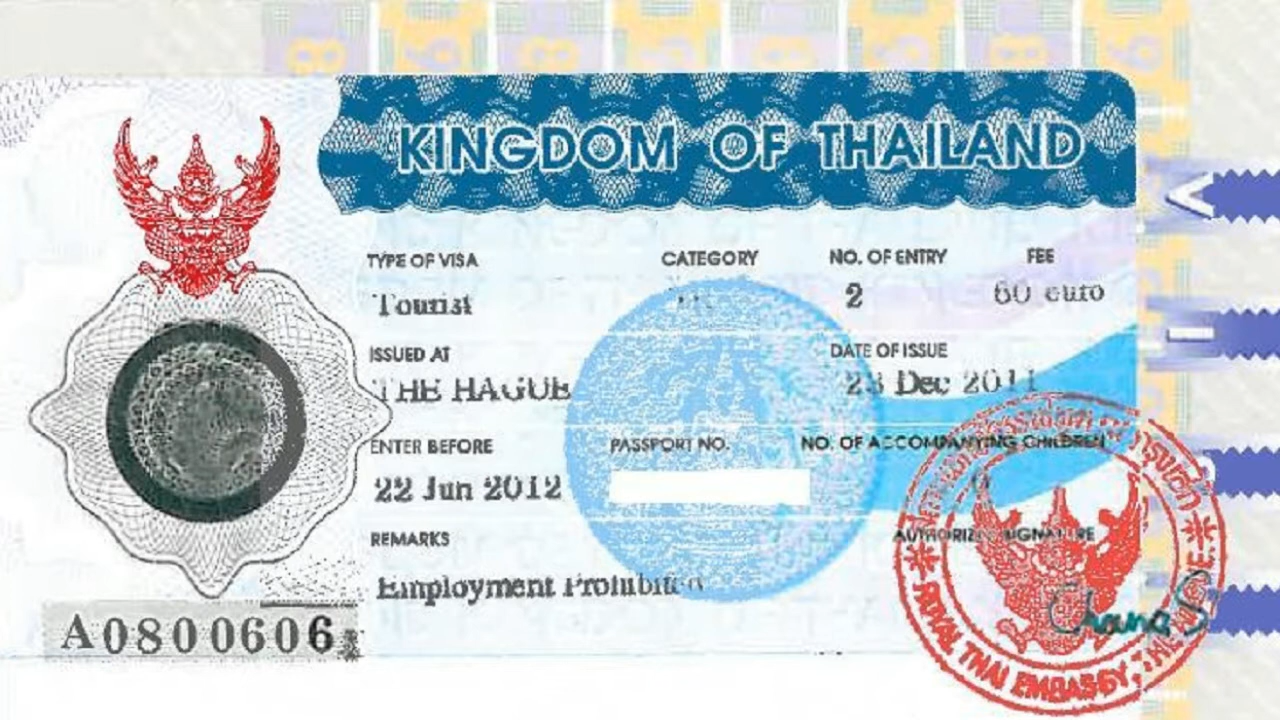 KINGDOM OF THAILAND
TYPE OF VISA CATEGORY NO. OF ENTRY FEE
Tourist 2 60 euro
ISSUED AT DATE OF ISSUE
THE HAGUE 23 Dec 2011
ENTER BEFORE PASSPORT NO. NO. OF ACCOMPANYING CHILDREN
22 Jun 2012
REMARKS AUTHORIZED SIGNATURE
Employment Prohibited
A0800606
ROYAL THAI EMBASSY, THE
Chana S